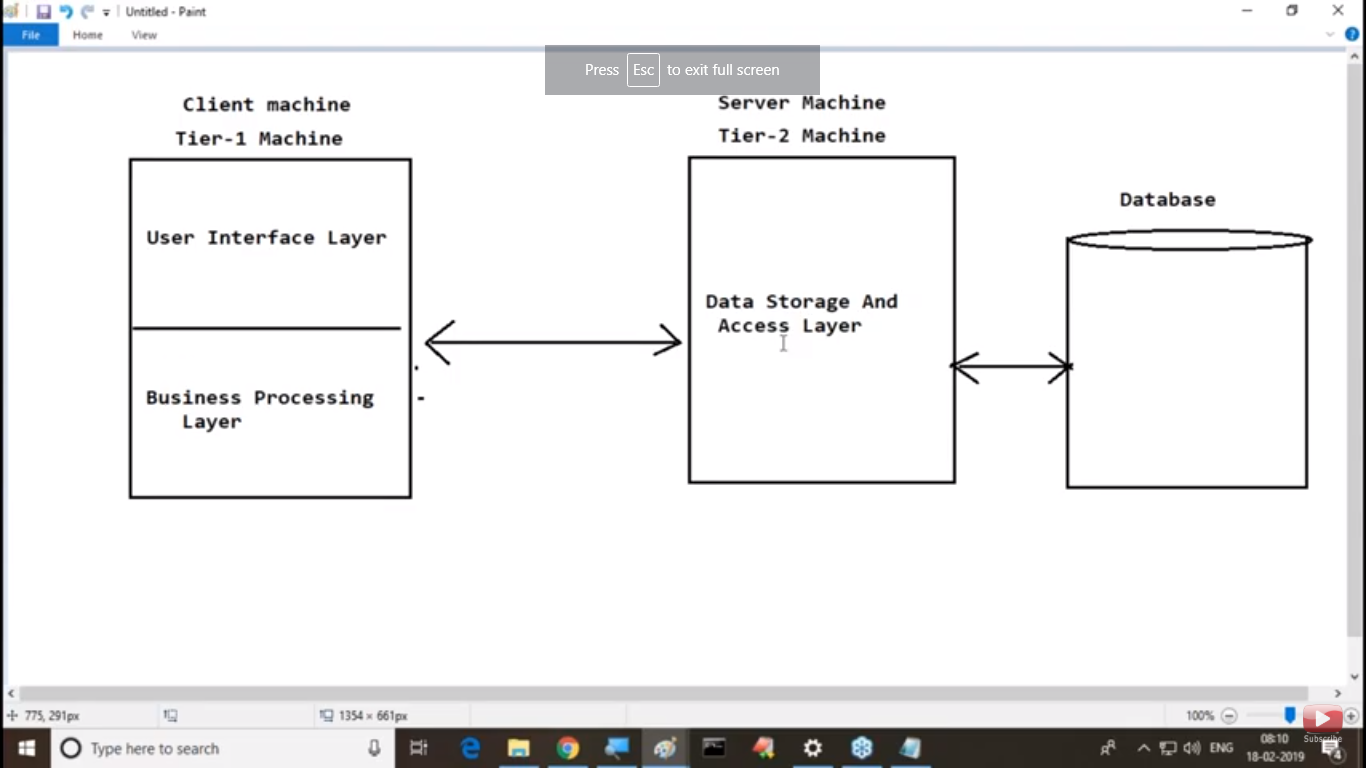 Untitled - Paint
File Home View
Press Esc to exit full screen
Client machine
Tier-1 Machine
User Interface Layer
Business Processing
Layer
Server Machine
Tier-2 Machine
Data Storage And
Access Layer
Database
775, 291px
1354 × 661px
100%
Subscribe
Type here to search
ENG
08:10
18-02-2019
4